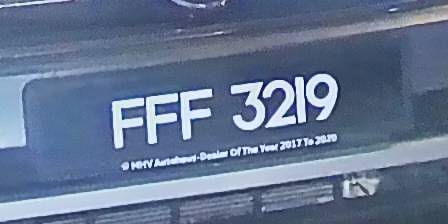 FFF 3219
MHV Autohaus-Dealer Of The Year 2017 To 2020